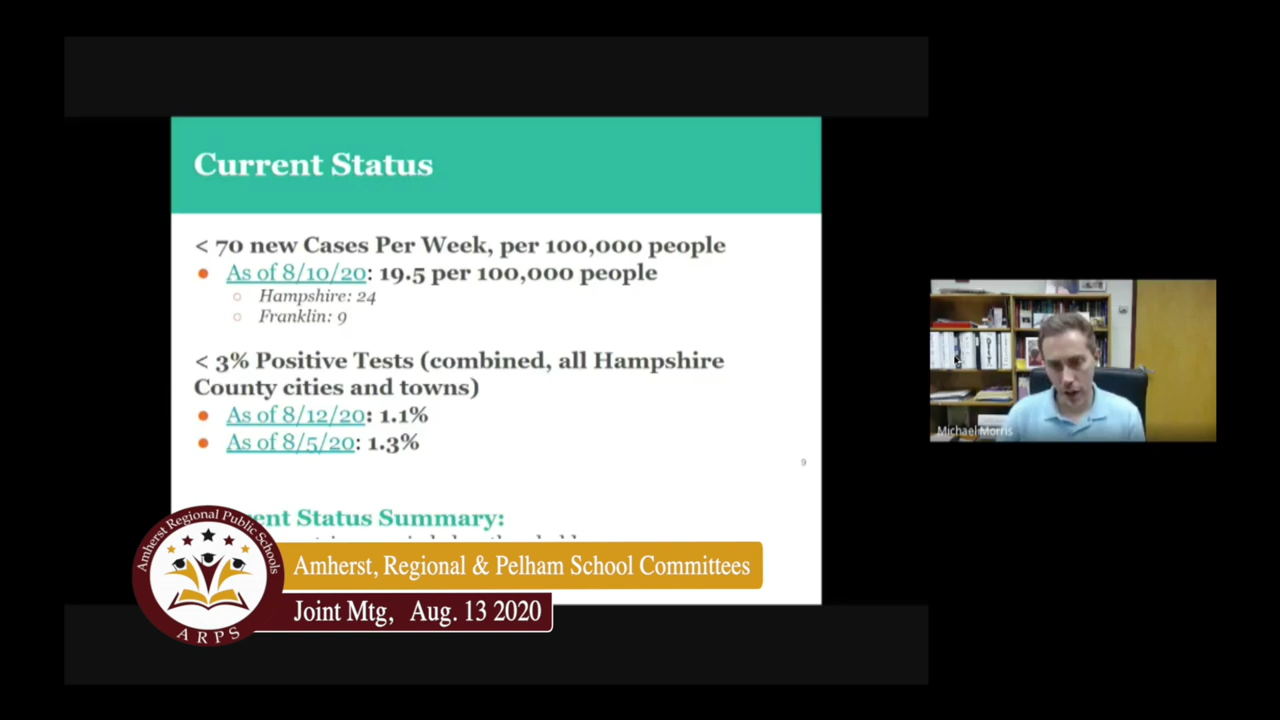 Current Status
< 70 new Cases Per Week, per 100,000 people
● As of 8/10/20: 19.5 per 100,000 people
○ Hampshire: 24
○ Franklin: 9
< 3% Positive Tests (combined, all Hampshire
County cities and towns)
● As of 8/12/20: 1.1%
● As of 8/5/20: 1.3%
9
ent Status Summary:
Amherst Regional Public Schools
ARPS
Amherst, Regional & Pelham School Committees
Joint Mtg, Aug. 13 2020
Michael Morris